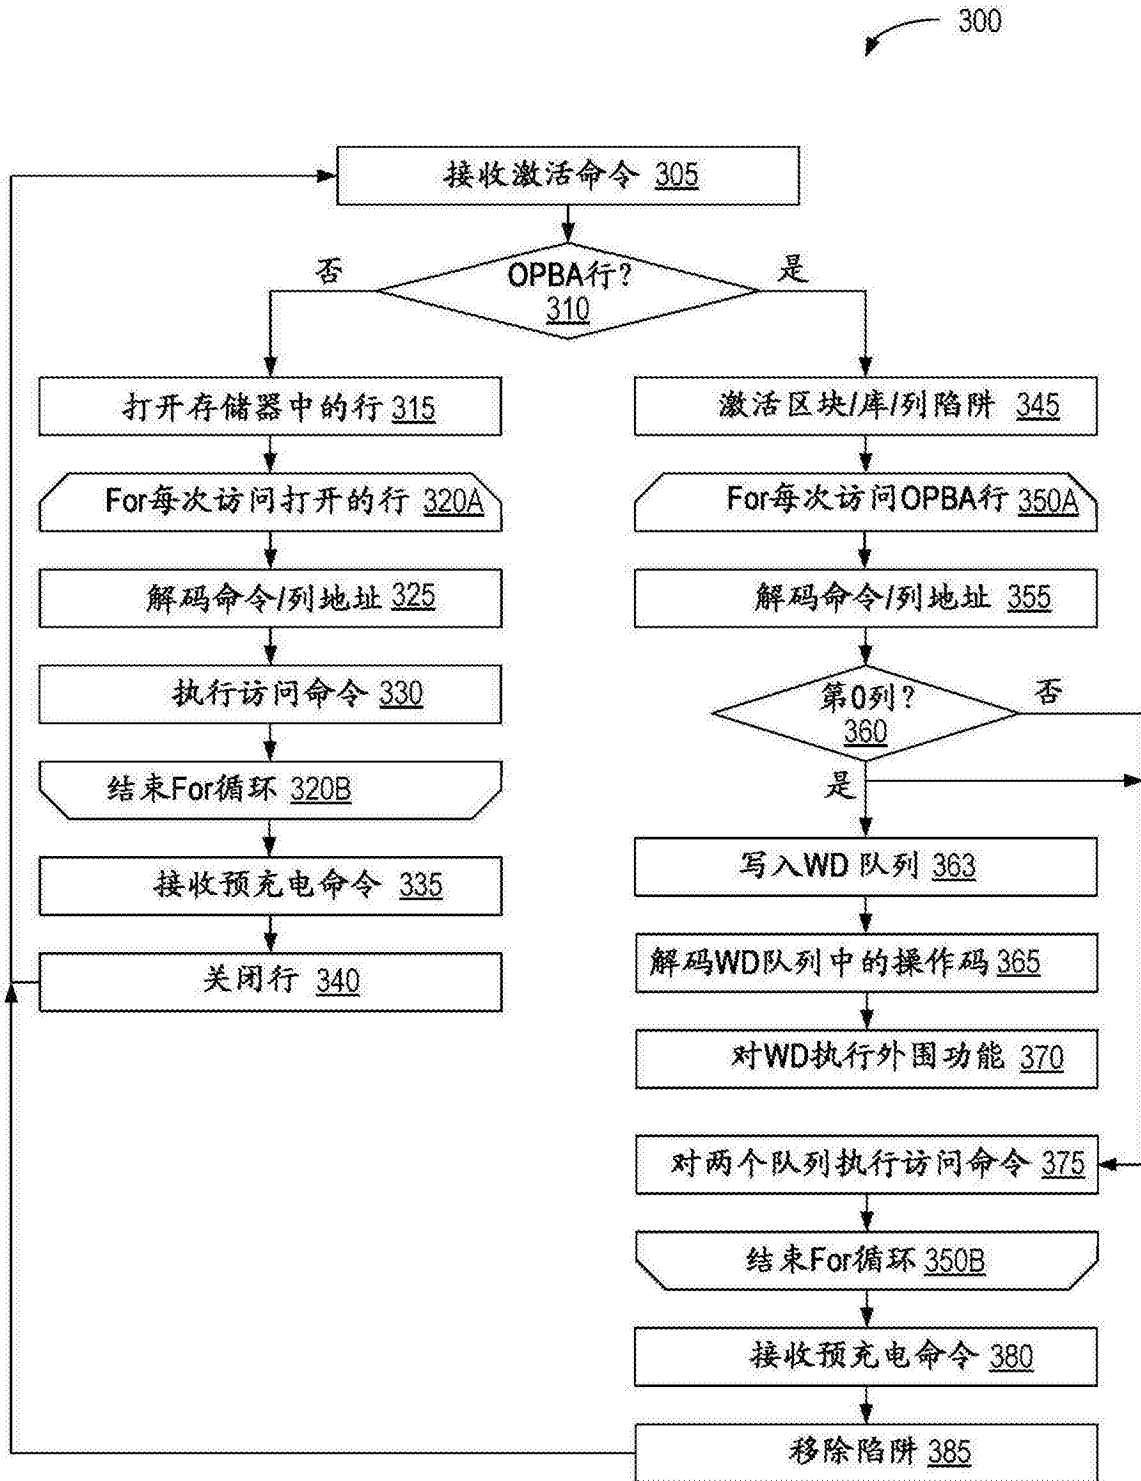 300
接收激活命令 305
OPBA行?
310
否
是
打开存储器中的行 315
For每次访问打开的行 320A
解码命令/列地址 325
执行访问命令 330
结束For循环 320B
接收预充电命令 335
关闭行 340
激活区块/库/列陷阱 345
For每次访问OPBA行 350A
解码命令/列地址 355
第0列?
360
否
是
写入WD 队列 363
解码WD队列中的操作码 365
对WD执行外围功能 370
对两个队列执行访问命令 375
结束For循环 350B
接收预充电命令 380
移除陷阱 385